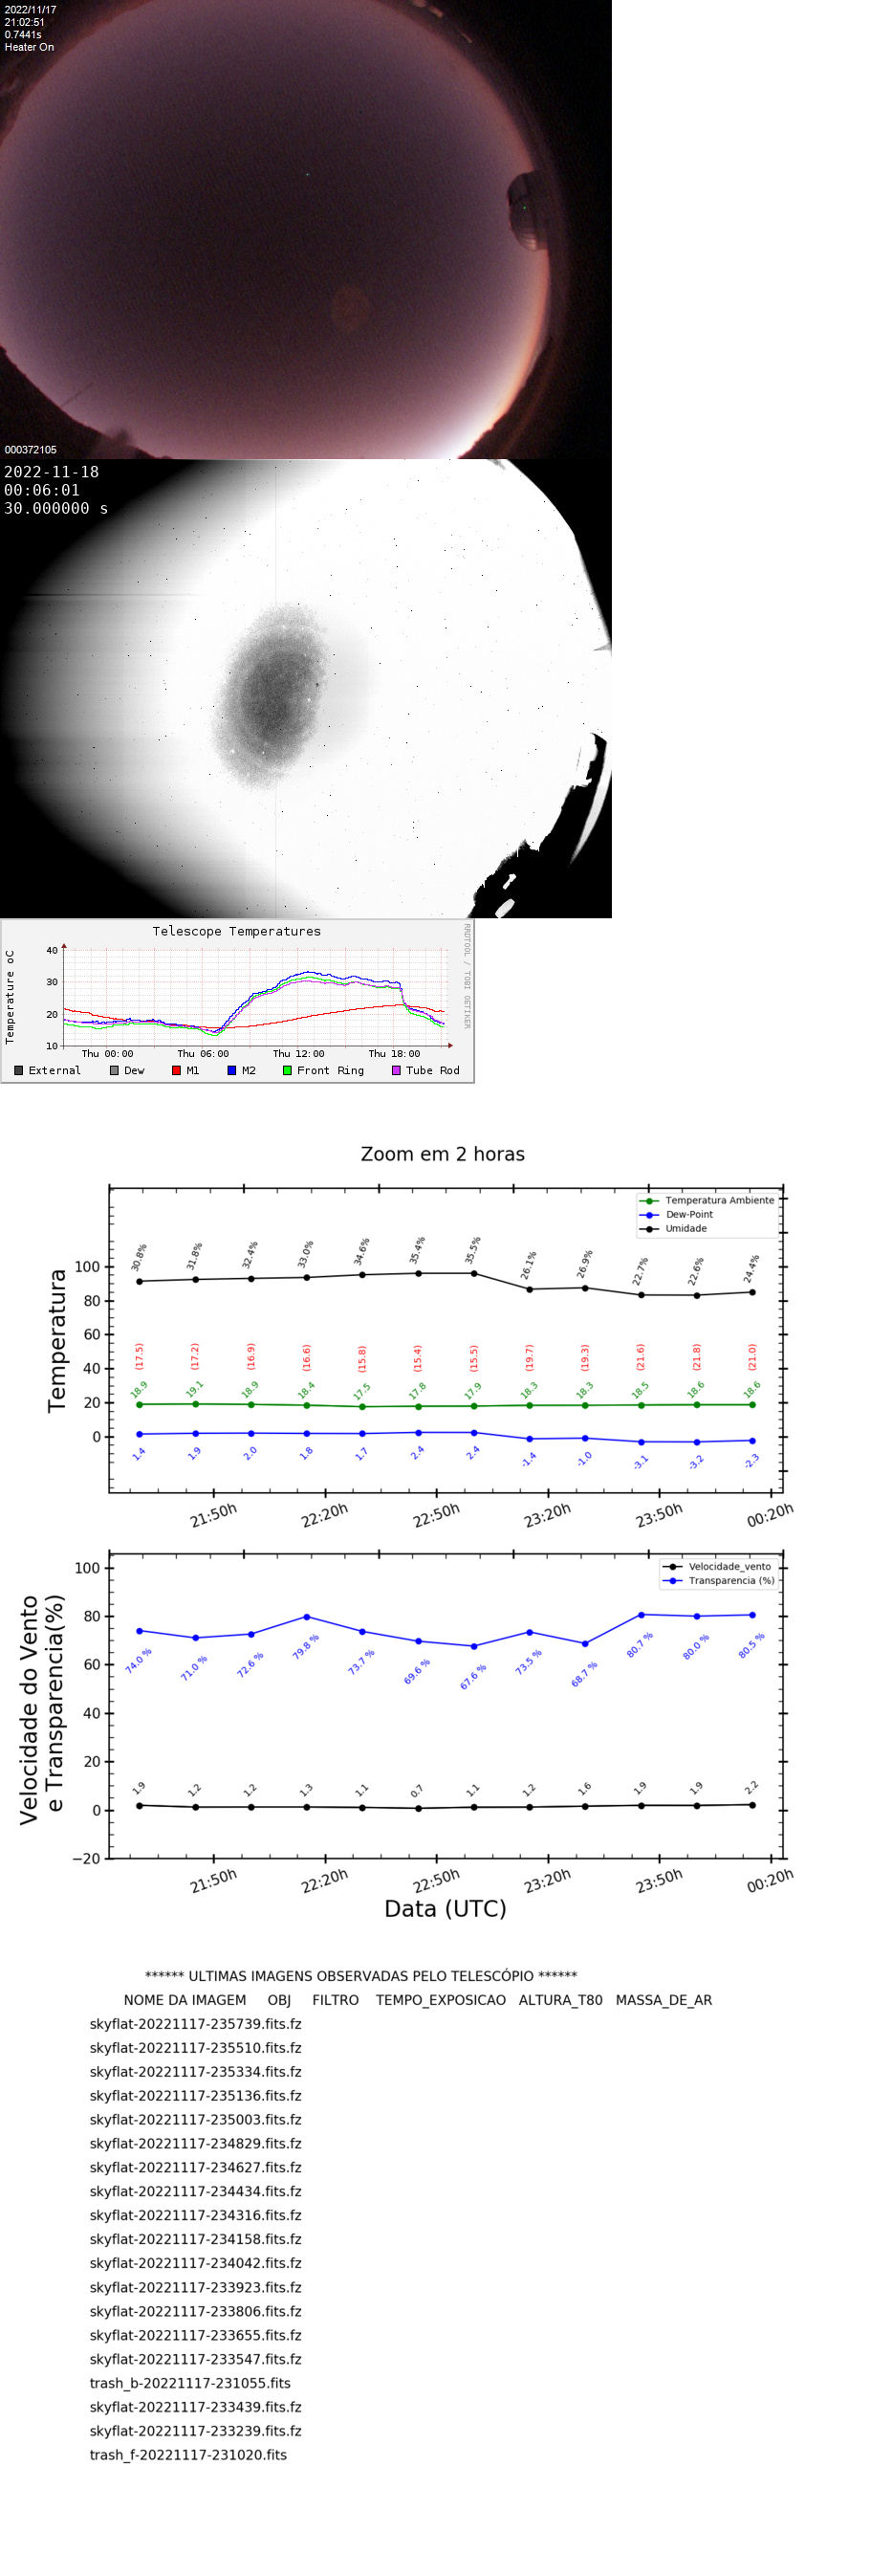 2022/11/17
21:02:51
0.7441s
Heater On
000372105
2022-11-18
00:06:01
30.000000 s
Telescope Temperatures
RRDTOOL / TOBI OETIKER
Temperature oC
40
30
20
10
Thu 00:00 Thu 06:00 Thu 12:00 Thu 18:00
External Dew M1 M2 Front Ring Tube Rod
Zoom em 2 horas
Temperatura Ambiente
Dew-Point
Umidade
Temperatura
100
80
60
40
20
0
30.8% 31.8% 32.4% 33.0% 34.6% 35.4% 35.5% 26.1% 26.9% 22.7% 22.6% 24.4%
(17.5) (17.2) (16.9) (16.6) (15.8) (15.4) (15.5) (19.7) (19.3) (21.6) (21.8) (21.0)
18.9 19.1 18.9 18.4 17.5 17.8 17.9 18.3 18.3 18.5 18.6 18.6
1.4 1.9 2.0 1.8 1.7 2.4 2.4 -1.4 -1.0 -3.1 -3.2 -2.3
21:50h 22:20h 22:50h 23:20h 23:50h 00:20h
Velocidade_vento
Transparencia (%)
Velocidade do Vento
e Transparencia(%)
100
80
60
40
20
0
−20
74.0 % 71.0 % 72.6 % 79.8 % 73.7 % 69.6 % 67.6 % 73.5 % 68.7 % 80.7 % 80.0 % 80.5 %
1.9 1.2 1.2 1.3 1.1 0.7 1.1 1.2 1.6 1.9 1.9 2.2
21:50h 22:20h 22:50h 23:20h 23:50h 00:20h
Data (UTC)
****** ULTIMAS IMAGENS OBSERVADAS PELO TELESCÓPIO ******
NOME DA IMAGEM OBJ FILTRO TEMPO_EXPOSICAO ALTURA_T80 MASSA_DE_AR
skyflat-20221117-235739.fits.fz
skyflat-20221117-235510.fits.fz
skyflat-20221117-235334.fits.fz
skyflat-20221117-235136.fits.fz
skyflat-20221117-235003.fits.fz
skyflat-20221117-234829.fits.fz
skyflat-20221117-234627.fits.fz
skyflat-20221117-234434.fits.fz
skyflat-20221117-234316.fits.fz
skyflat-20221117-234158.fits.fz
skyflat-20221117-234042.fits.fz
skyflat-20221117-233923.fits.fz
skyflat-20221117-233806.fits.fz
skyflat-20221117-233655.fits.fz
skyflat-20221117-233547.fits.fz
trash_b-20221117-231055.fits
skyflat-20221117-233439.fits.fz
skyflat-20221117-233239.fits.fz
trash_f-20221117-231020.fits